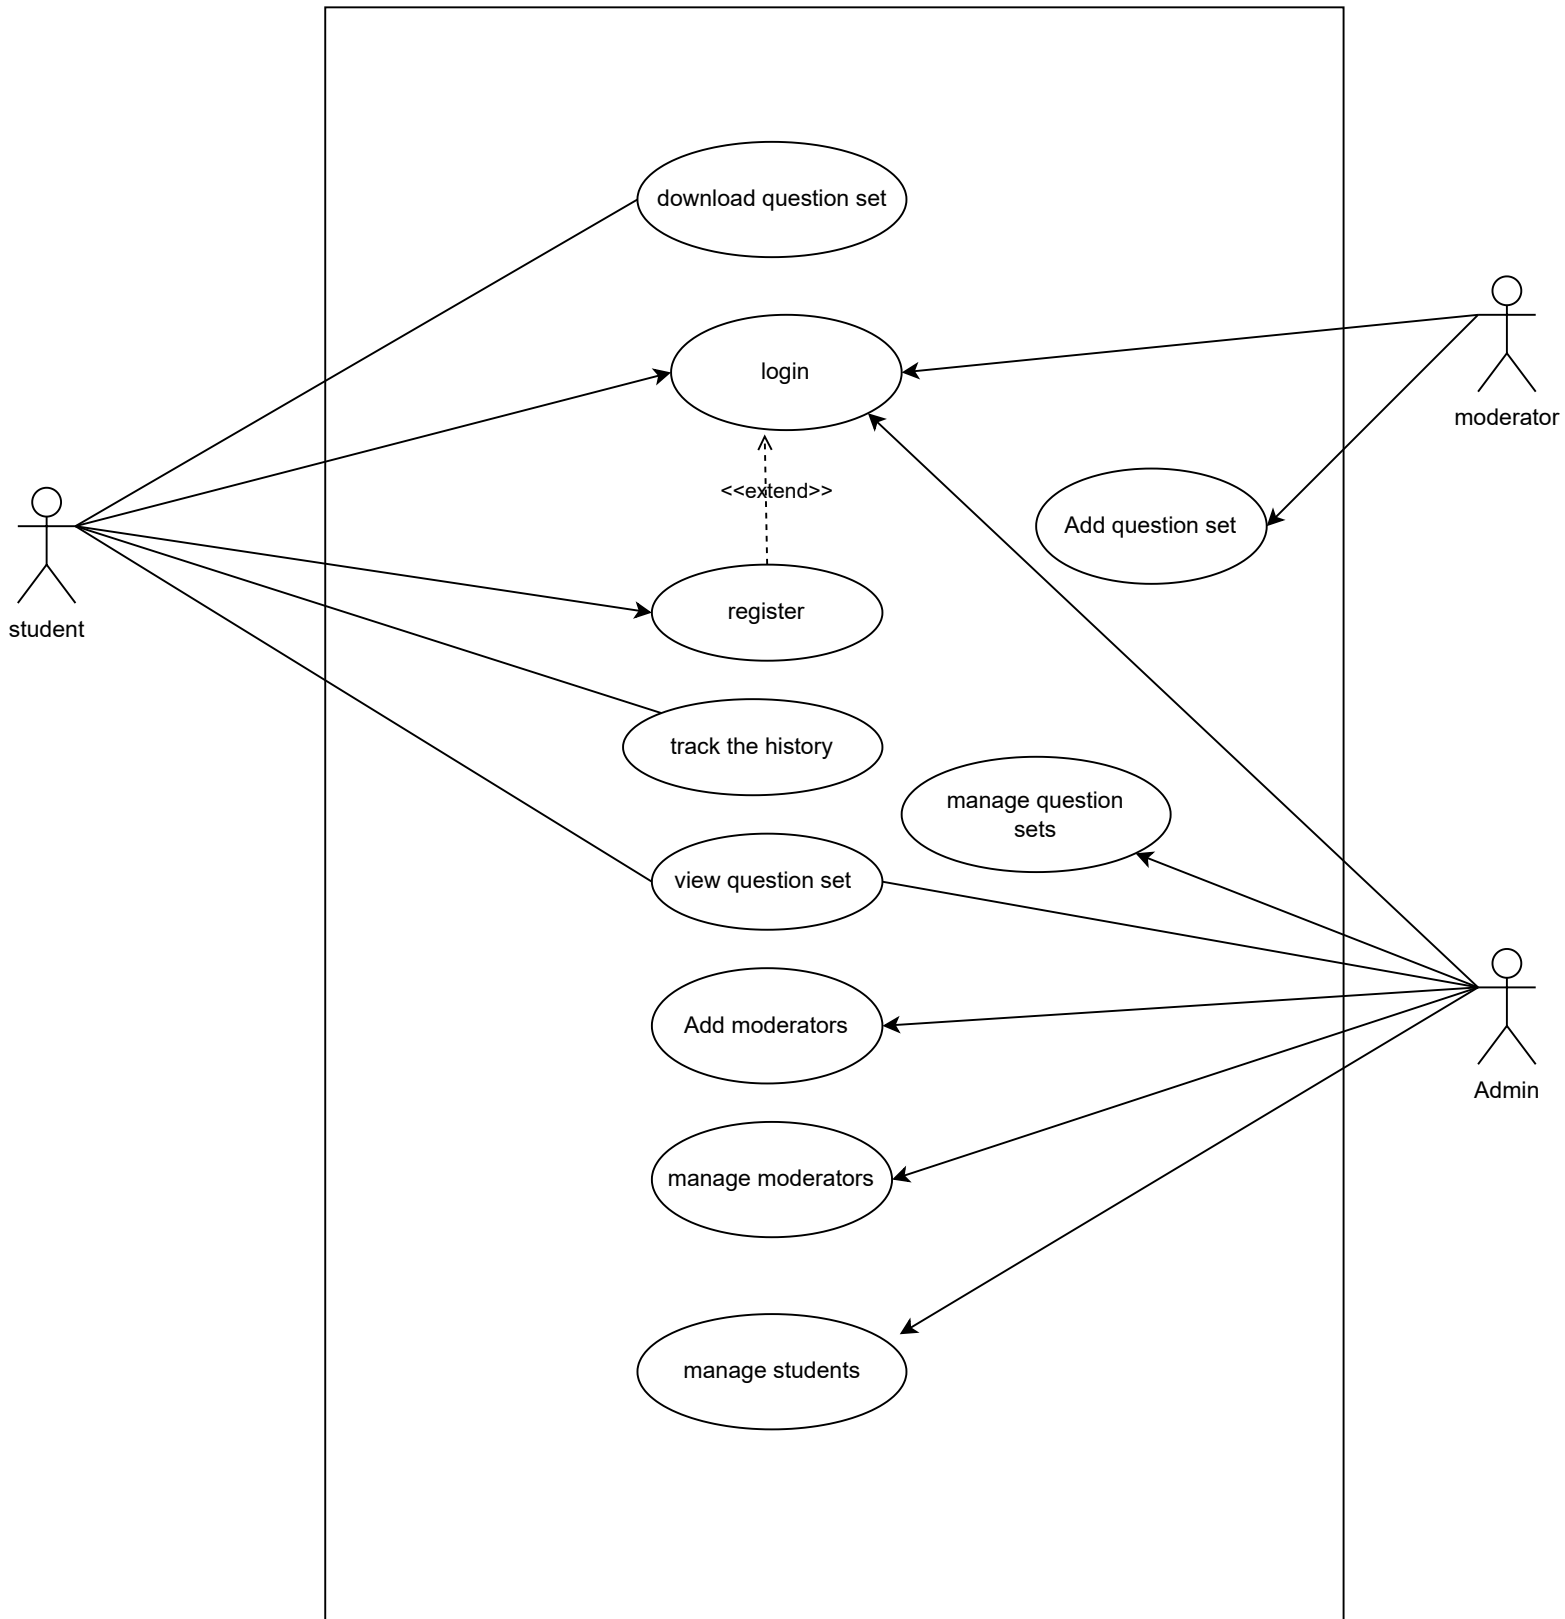 download question set
login
moderator
<<extend>>
Add question set
register
student
track the history
manage question
sets
view question set
Add moderators
Admin
manage moderators
manage students